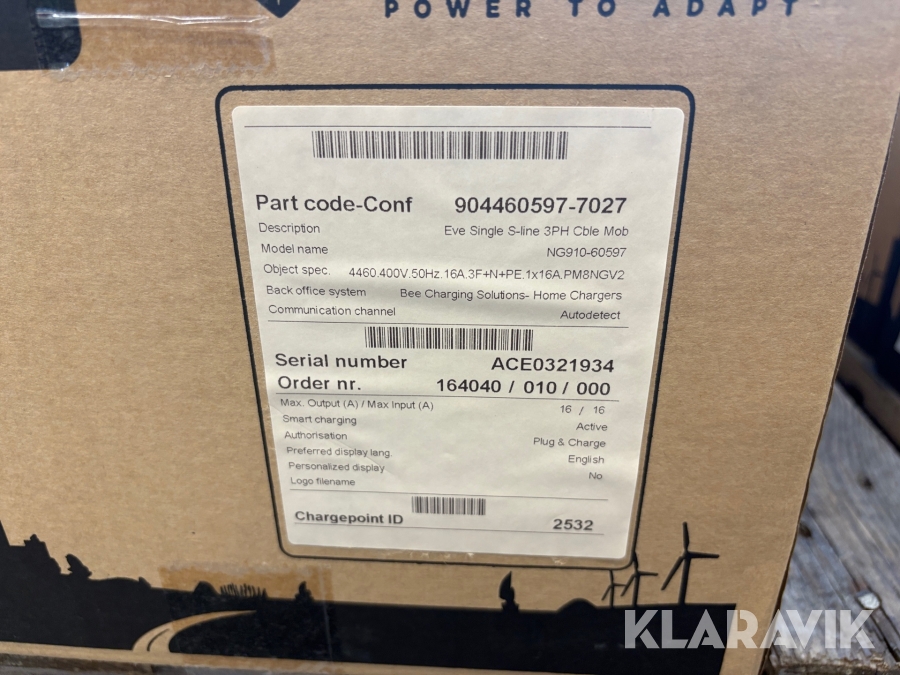 POWER TO ADAPT
Part code-Conf 904460597-7027
Description Eve Single S-line 3PH Cble Mob
Model name NG910-60597
Object spec. 4460.400V.50Hz.16A.3F+N+PE.1x16A.PM8NGV2
Back office system Bee Charging Solutions- Home Chargers
Communication channel Autodetect
Serial number ACE0321934
Order nr. 164040 / 010 / 000
Max. Output (A) / Max Input (A) 16 / 16
Smart charging Active
Authorisation Plug & Charge
Preferred display lang. English
Personalized display No
Logo filename
Chargepoint ID 2532
KLARAVIK